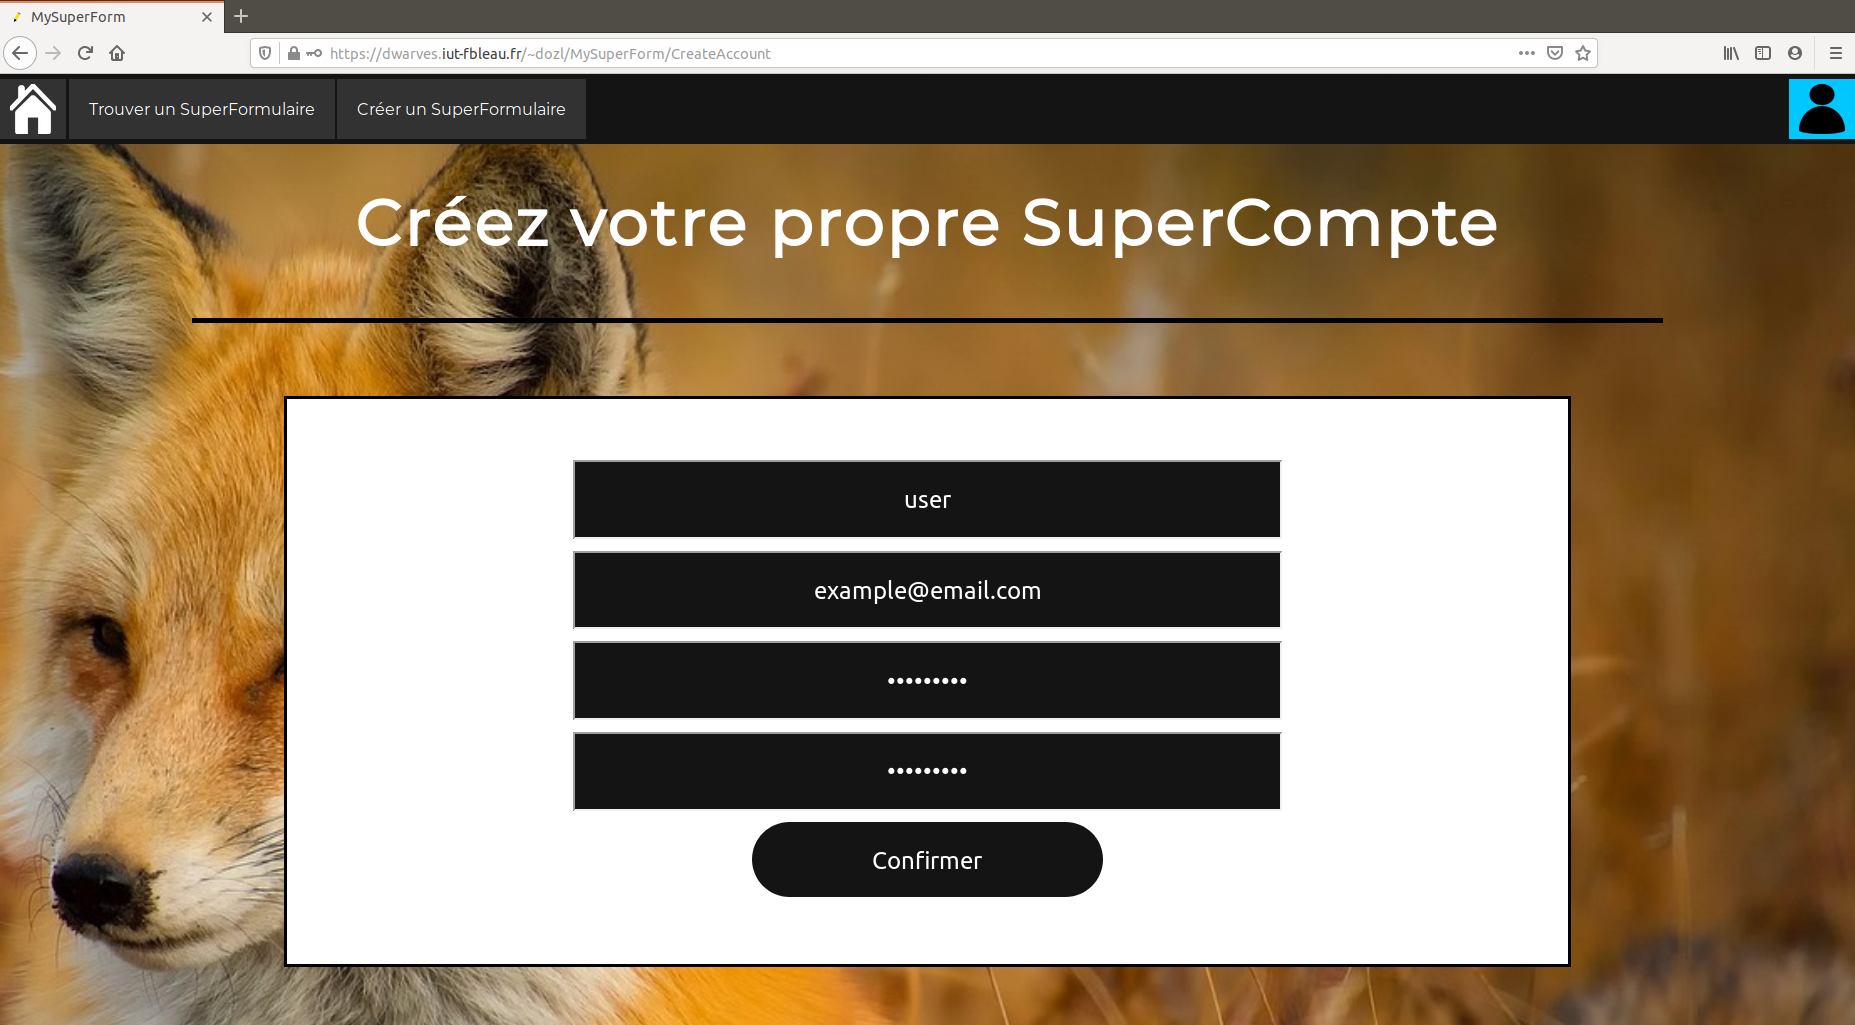 MySuperForm
https://dwarves.iut-fbleau.fr/~dozl/MySuperForm/CreateAccount
Trouver un SuperFormulaire
Créer un SuperFormulaire
Créez votre propre SuperCompte
user
example@email.com
•••••••••
•••••••••
Confirmer